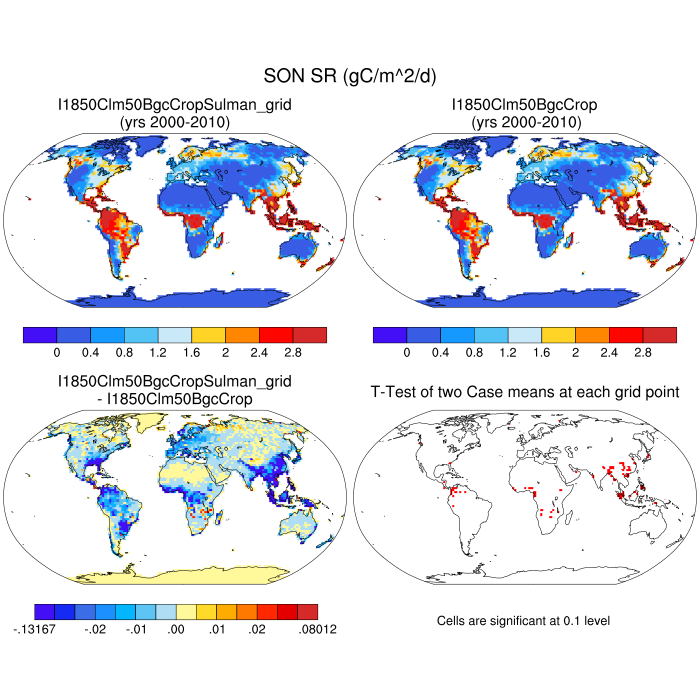 SON SR (gC/m^2/d)
I1850Clm50BgcCropSulman_grid
(yrs 2000-2010)
I1850Clm50BgcCrop
(yrs 2000-2010)
0 0.4 0.8 1.2 1.6 2 2.4 2.8
0 0.4 0.8 1.2 1.6 2 2.4 2.8
I1850Clm50BgcCropSulman_grid
- I1850Clm50BgcCrop
T-Test of two Case means at each grid point
-.13167 -.02 -.01 .00 .01 .02 .08012
Cells are significant at 0.1 level